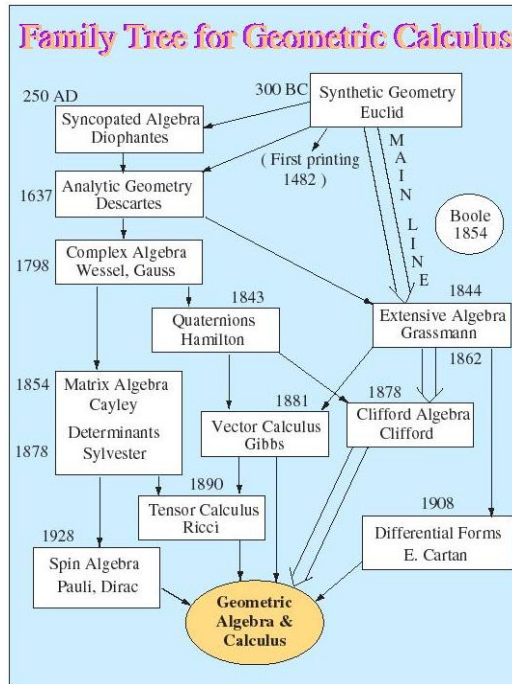 Family Tree for Geometric Calculus
300 BC
Synthetic Geometry
Euclid
250 AD
Syncopated Algebra
Diophantes
( First printing
1482 )
MAIN LINE
1637
Analytic Geometry
Descartes
Boole
1854
1798
Complex Algebra
Wessel, Gauss
1843
Quaternions
Hamilton
1844
Extensive Algebra
Grassmann
1862
1854
Matrix Algebra
Cayley
Determinants
Sylvester
1878
1881
Vector Calculus
Gibbs
1878
Clifford Algebra
Clifford
1890
Tensor Calculus
Ricci
1908
Differential Forms
E. Cartan
1928
Spin Algebra
Pauli, Dirac
Geometric
Algebra &
Calculus